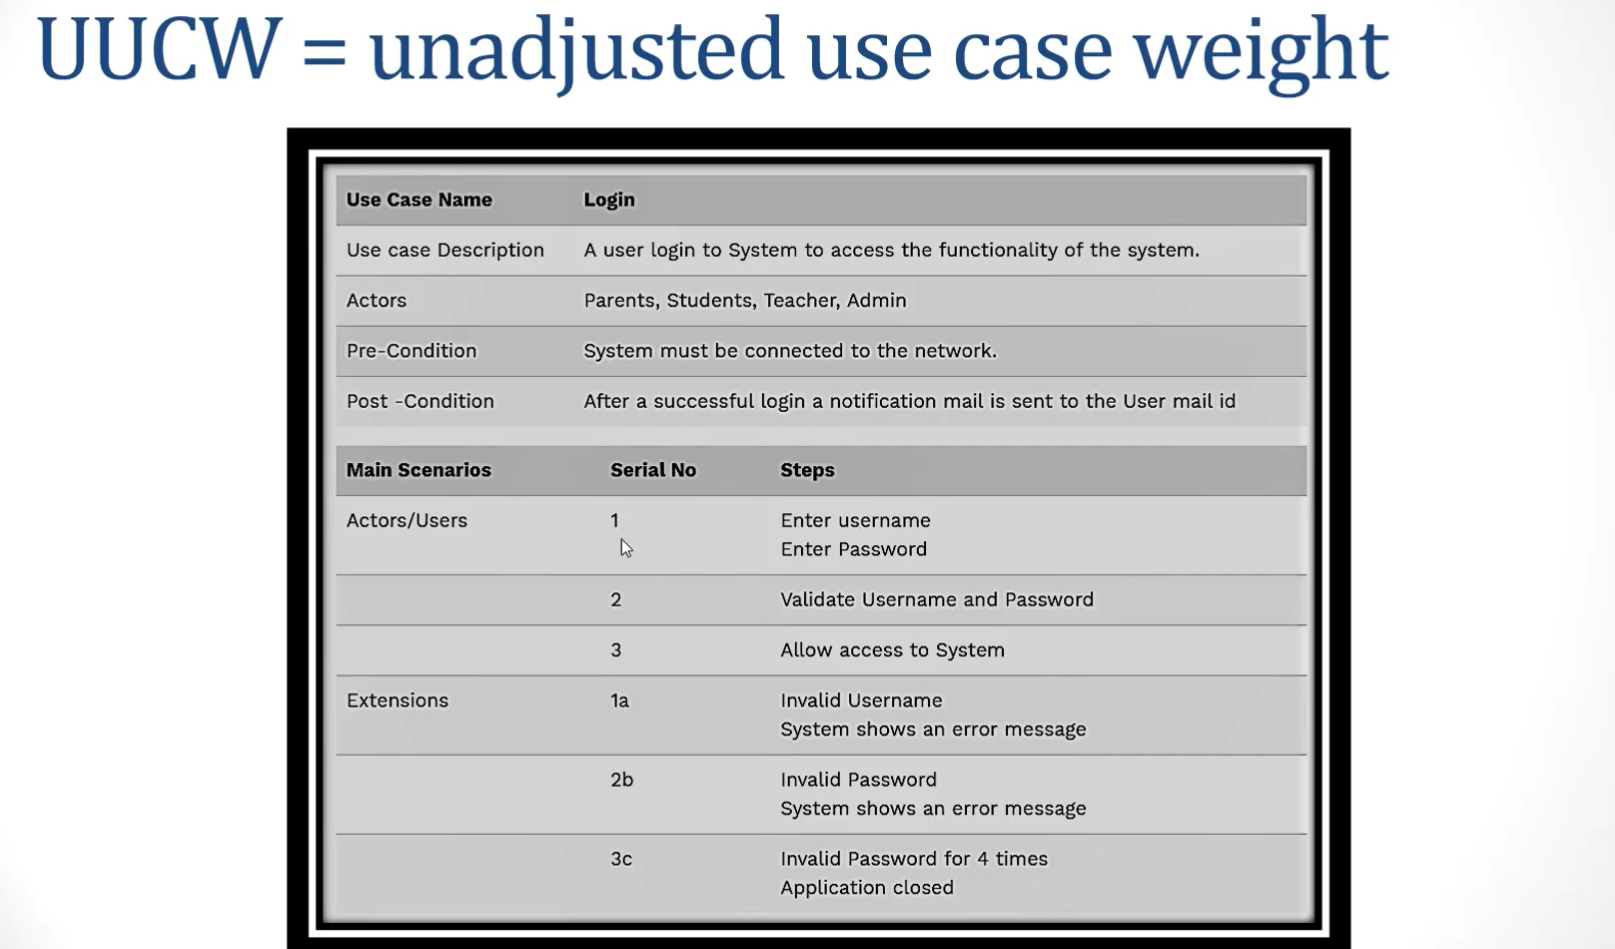 UUCW = unadjusted use case weight
Use Case Name Login
Use case Description A user login to System to access the functionality of the system.
Actors Parents, Students, Teacher, Admin
Pre-Condition System must be connected to the network.
Post -Condition After a successful login a notification mail is sent to the User mail id
Main Scenarios Serial No Steps
Actors/Users 1 Enter username
Enter Password
2 Validate Username and Password
3 Allow access to System
Extensions 1a Invalid Username
System shows an error message
2b Invalid Password
System shows an error message
3c Invalid Password for 4 times
Application closed